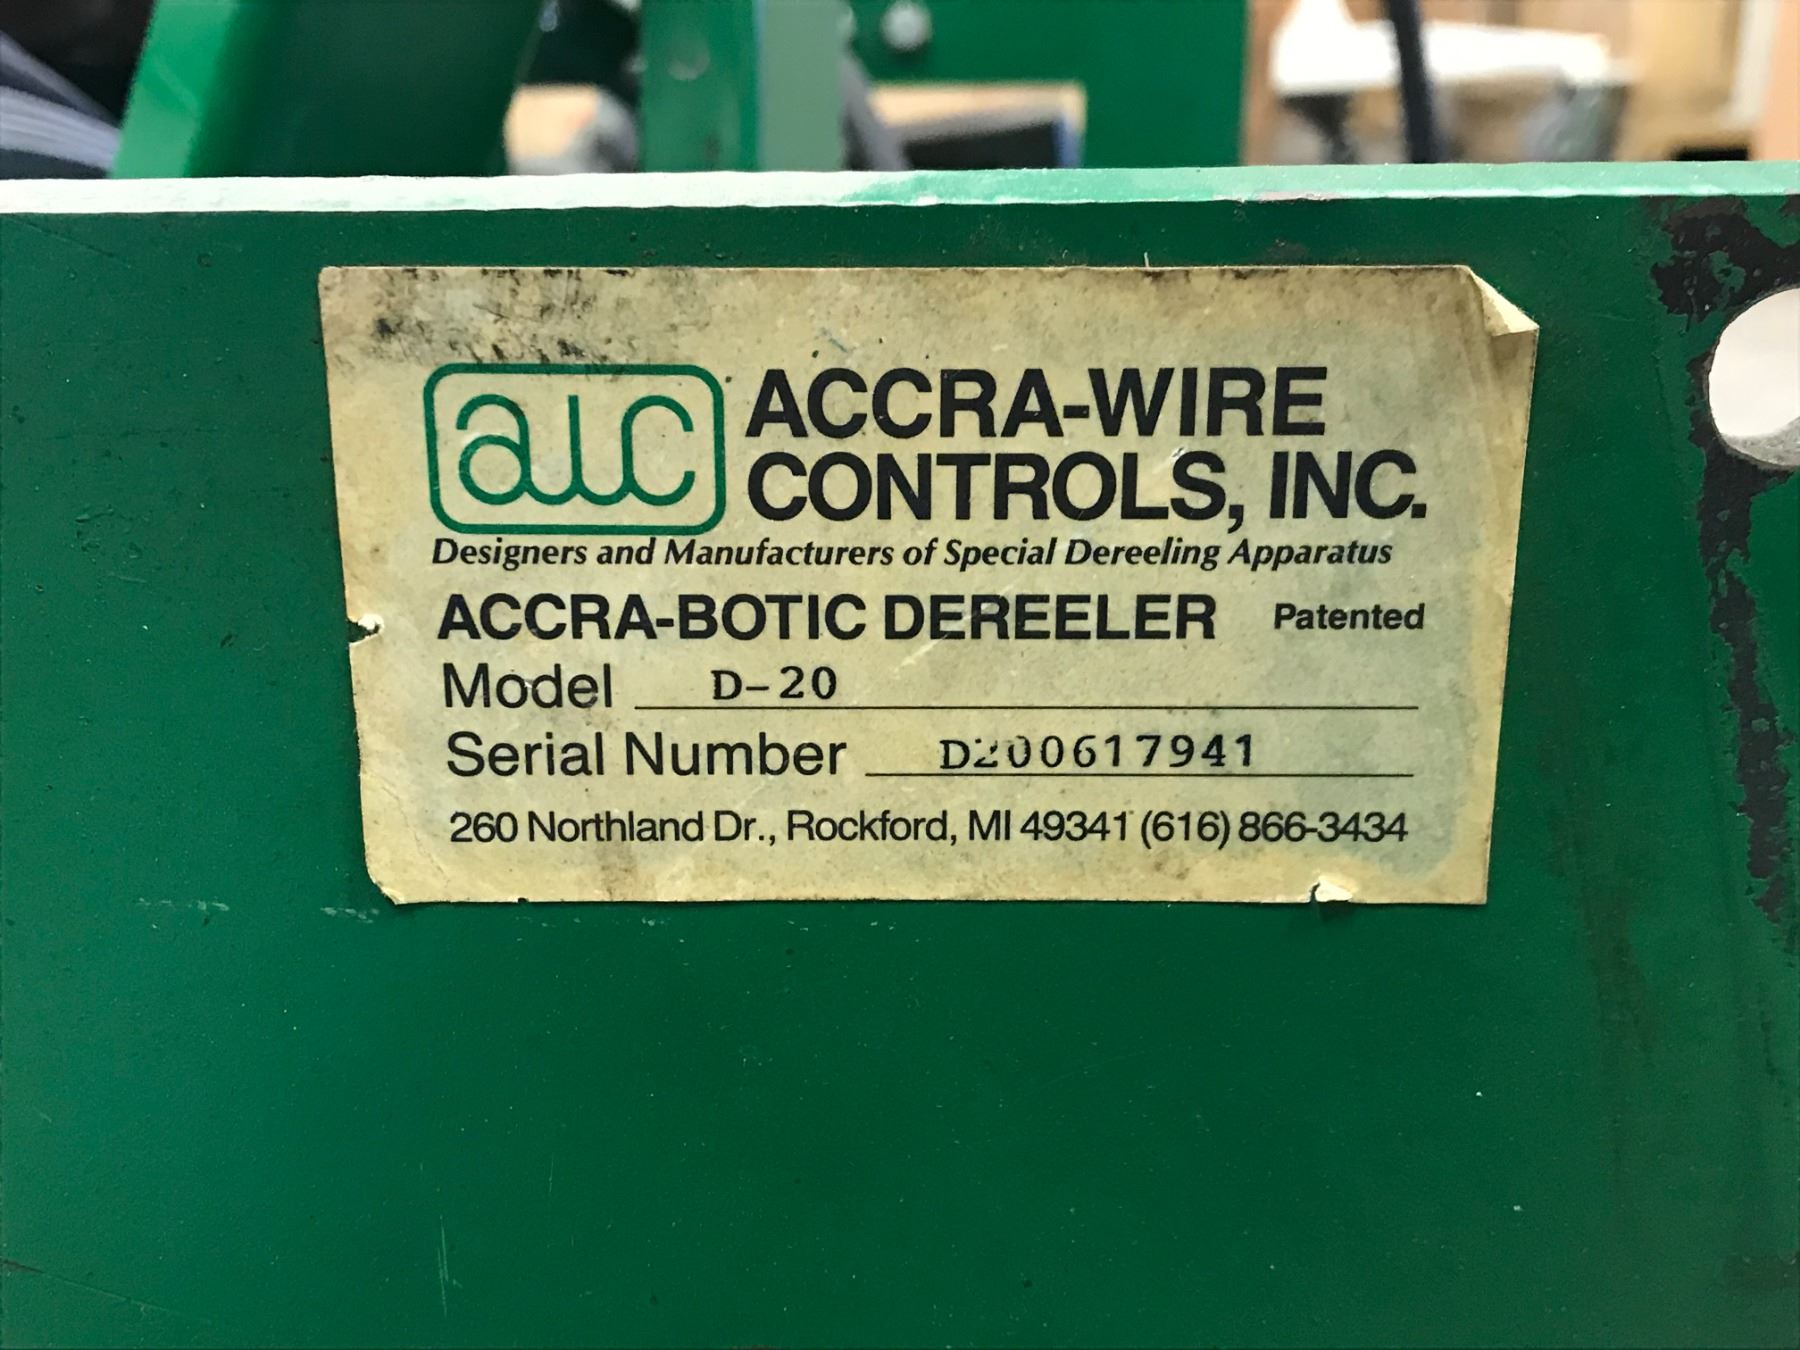 awc ACCRA-WIRE
CONTROLS, INC.
Designers and Manufacturers of Special Dereeling Apparatus
ACCRA-BOTIC DEREELER Patented
Model D-20
Serial Number D200617941
260 Northland Dr., Rockford, MI 49341 (616) 866-3434